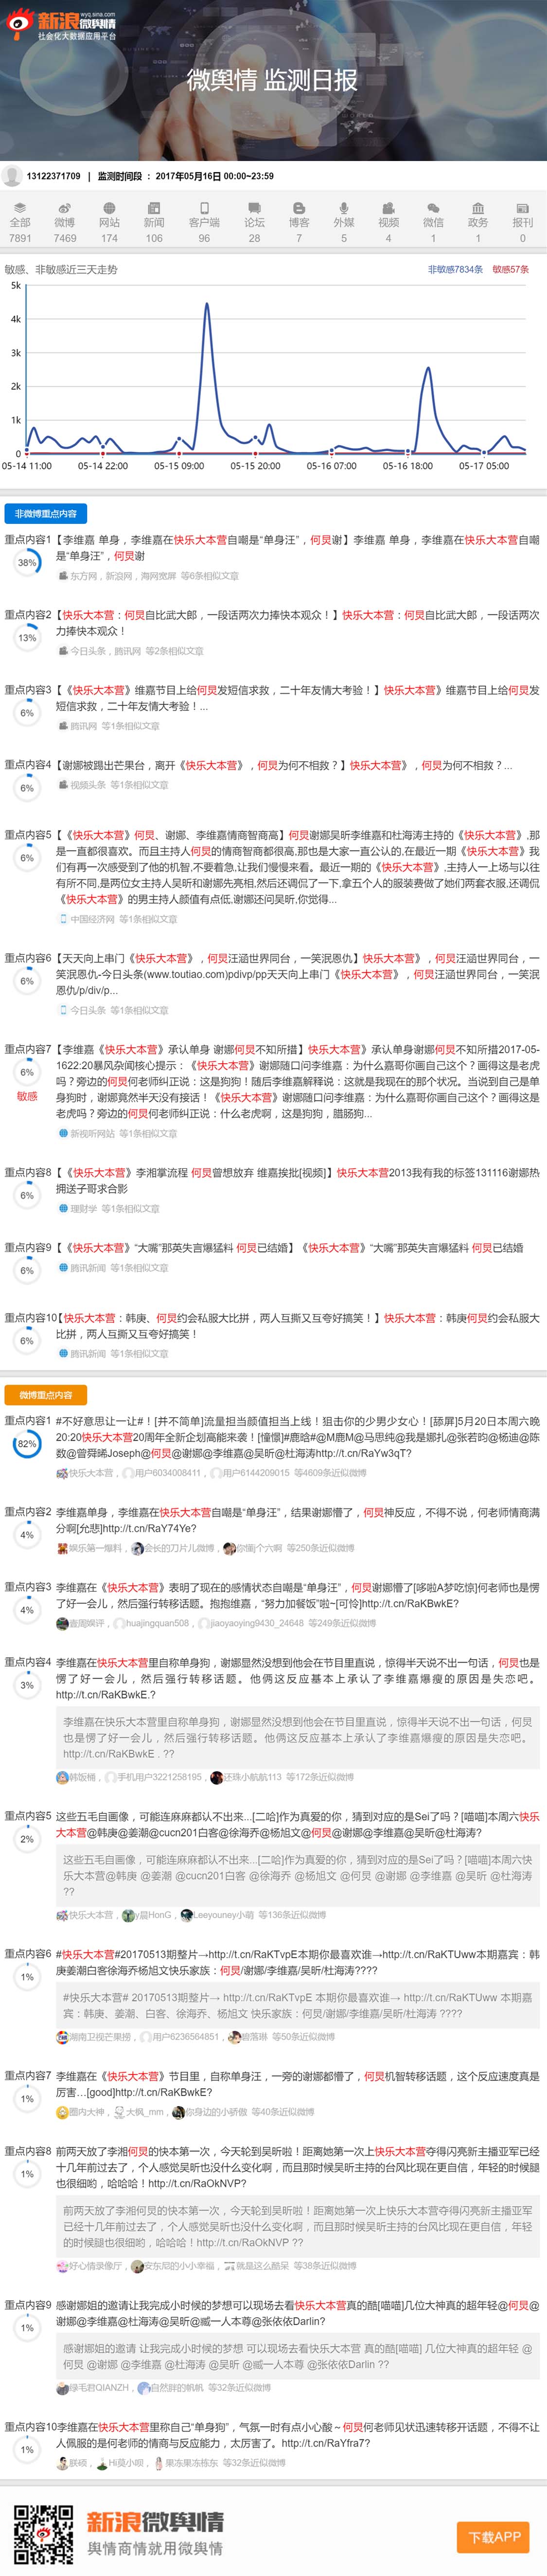 新浪微舆情
wyq.sina.com
社会化大数据应用平台
微舆情 监测日报
13122371709 | 监测时间段 : 2017年05月16日 00:00~23:59
全部 微博 网站 新闻 客户端 论坛 博客 外媒 视频 微信 政务 报刊
7891 7469 174 106 96 28 7 5 4 1 1 0
敏感、非敏感近三天走势 非敏感7834条 敏感57条
5k
4k
3k
2k
1k
0
05-14 11:00 05-14 22:00 05-15 09:00 05-15 20:00 05-16 07:00 05-16 18:00 05-17 05:00
非微博重点内容
重点内容1【李维嘉 单身，李维嘉在快乐大本营自嘲是“单身汪”，何炅谢】李维嘉 单身，李维嘉在快乐大本营自嘲
是“单身汪”，何炅谢
38%
东方网，新浪网，海网宽屏 等6条相似文章
重点内容2【快乐大本营：何炅自比武大郎，一段话两次力捧快本观众！】快乐大本营：何炅自比武大郎，一段话两次
力捧快本观众！
13%
今日头条，腾讯网 等2条相似文章
重点内容3【《快乐大本营》维嘉节目上给何炅发短信求救，二十年友情大考验！】快乐大本营》维嘉节目上给何炅发
短信求救，二十年友情大考验！...
6%
腾讯网 等1条相似文章
重点内容4【谢娜被踢出芒果台，离开《快乐大本营》，何炅为何不相救？】快乐大本营》，何炅为何不相救？...
6%
视频头条 等1条相似文章
重点内容5【《快乐大本营》何炅、谢娜、李维嘉情商智商高】何炅谢娜吴昕李维嘉和杜海涛主持的《快乐大本营》,那
是一直都很喜欢。而且主持人何炅的情商智商都很高,那也是大家一直公认的,在最近一期《快乐大本营》我
6%
们有再一次感受到了他的机智,不要着急,让我们慢慢来看。最近一期的《快乐大本营》,主持人一上场与以往
有所不同,是两位女主持人吴昕和谢娜先亮相,然后还调侃了一下,拿五个人的服装费做了她们两套衣服,还调侃
《快乐大本营》的男主持人颜值有点低,谢娜还问吴昕,你觉得...
中国经济网 等1条相似文章
重点内容6【天天向上串门《快乐大本营》，何炅汪涵世界同台，一笑泯恩仇】快乐大本营》，何炅汪涵世界同台，一
笑泯恩仇-今日头条(www.toutiao.com)pdivp/pp天天向上串门《快乐大本营》，何炅汪涵世界同台，一笑泯
6%
恩仇/p/div/p...
今日头条 等1条相似文章
重点内容7【李维嘉《快乐大本营》承认单身 谢娜何炅不知所措】快乐大本营》承认单身谢娜何炅不知所措2017-05-
1622:20暴风杂闻核心提示：《快乐大本营》谢娜随口问李维嘉：为什么嘉哥你画自己这个？画得这是老虎
6%
吗？旁边的何炅何老师纠正说：这是狗狗！随后李维嘉解释说：这就是我现在的那个状况。当说到自己是单
敏感
身狗时，谢娜竟然半天没有接话！《快乐大本营》谢娜随口问李维嘉：为什么嘉哥你画自己这个？画得这是
老虎吗？旁边的何炅何老师纠正说：什么老虎啊，这是狗狗，腊肠狗...
新视听网站 等1条相似文章
重点内容8【《快乐大本营》李湘掌流程 何炅曾想放弃 维嘉挨批[视频]】快乐大本营2013我有我的标签131116谢娜热
拥送子哥求合影
6%
理财学 等1条相似文章
重点内容9【《快乐大本营》“大嘴”那英失言爆猛料 何炅已结婚】《快乐大本营》“大嘴”那英失言爆猛料 何炅已结婚
6%
腾讯新闻 等1条相似文章
重点内容10【快乐大本营：韩庚、何炅约会私服大比拼，两人互撕又互夸好搞笑！】快乐大本营：韩庚何炅约会私服大
比拼，两人互撕又互夸好搞笑！
6%
腾讯新闻 等1条相似文章
微博重点内容
重点内容1 #不好意思让一让#！[并不简单]流量担当颜值担当上线！狙击你的少男少女心！[舔屏]5月20日本周六晚
20:20快乐大本营20周年全新企划高能来袭！[憧憬]#鹿晗#@M鹿M@马思纯@我是娜扎@张若昀@杨迪@陈
82%
数@曾舜晞Joseph@何炅@谢娜@李维嘉@吴昕@杜海涛http://t.cn/RaYw3qT?
快乐大本营，用户6034008411，用户6144209015 等4609条近似微博
重点内容2 李维嘉单身，李维嘉在快乐大本营自嘲是“单身汪”，结果谢娜懵了，何炅神反应，不得不说，何老师情商满
分啊[允悲]http://t.cn/RaY74Ye?
4%
娱乐第一爆料，会长的刀片儿微博，你懂j个六啊 等250条近似微博
重点内容3 李维嘉在《快乐大本营》表明了现在的感情状态自嘲是“单身汪”，何炅谢娜懵了[哆啦A梦吃惊]何老师也是愣
了好一会儿，然后强行转移话题。抱抱维嘉，“努力加餐饭”啦~[可怜]http://t.cn/RaKBwkE?
4%
壹周娱评，huajingquan508，jiaoyaoying9430_24648 等249条近似微博
重点内容4 李维嘉在快乐大本营里自称单身狗，谢娜显然没想到他会在节目里直说，惊得半天说不出一句话，何炅也是
愣了好一会儿，然后强行转移话题。他俩这反应基本上承认了李维嘉爆瘦的原因是失恋吧。
3%
http://t.cn/RaKBwkE.?
李维嘉在快乐大本营里自称单身狗，谢娜显然没想到他会在节目里直说，惊得半天说不出一句话，何炅
也是愣了好一会儿，然后强行转移话题。他俩这反应基本上承认了李维嘉爆瘦的原因是失恋吧。
http://t.cn/RaKBwkE . ??
韩饭桶，手机用户3221258195，还珠小航航113 等172条近似微博
重点内容5 这些五毛自画像，可能连麻麻都认不出来...[二哈]作为真爱的你，猜到对应的是Sei了吗？[喵喵]本周六快乐
大本营@韩庚@姜潮@cucn201白客@徐海乔@杨旭文@何炅@谢娜@李维嘉@吴昕@杜海涛?
2%
这些五毛自画像，可能连麻麻都认不出来...[二哈]作为真爱的你，猜到对应的是Sei了吗？[喵喵]本周六快
乐大本营@韩庚 @姜潮 @cucn201白客 @徐海乔 @杨旭文 @何炅 @谢娜 @李维嘉 @吴昕 @杜海涛
??
快乐大本营，y晨HonG，Leeyouney小萌 等136条近似微博
重点内容6 #快乐大本营#20170513期整片→http://t.cn/RaKTvpE本期你最喜欢谁→http://t.cn/RaKTUww本期嘉宾：韩
庚姜潮白客徐海乔杨旭文快乐家族：何炅/谢娜/李维嘉/吴昕/杜海涛????
1%
#快乐大本营# 20170513期整片→ http://t.cn/RaKTvpE 本期你最喜欢谁→ http://t.cn/RaKTUww 本期嘉
宾：韩庚、姜潮、白客、徐海乔、杨旭文 快乐家族：何炅/谢娜/李维嘉/吴昕/杜海涛 ????
湖南卫视芒果捞，用户6236564851，碧落琳 等50条近似微博
重点内容7 李维嘉在《快乐大本营》节目里，自称单身汪，一旁的谢娜都懵了，何炅机智转移话题，这个反应速度真是
厉害…[good]http://t.cn/RaKBwkE?
1%
圈内大神，大枫_mm，你身边的小骄傲 等40条近似微博
重点内容8 前两天放了李湘何炅的快本第一次，今天轮到吴昕啦！距离她第一次上快乐大本营夺得闪亮新主播亚军已经
十几年前过去了，个人感觉吴昕也没什么变化啊，而且那时候吴昕主持的台风比现在更自信，年轻的时候腿
1%
也很细哟，哈哈哈！http://t.cn/RaOkNVP?
前两天放了李湘何炅的快本第一次，今天轮到吴昕啦！距离她第一次上快乐大本营夺得闪亮新主播亚军
已经十几年前过去了，个人感觉吴昕也没什么变化啊，而且那时候吴昕主持的台风比现在更自信，年轻
的时候腿也很细哟，哈哈哈！http://t.cn/RaOkNVP ??
好心情录像厅，安东尼的小小幸福，就是这么酷呆 等38条近似微博
重点内容9 感谢娜姐的邀请让我完成小时候的梦想可以现场去看快乐大本营真的酷[喵喵]几位大神真的超年轻@何炅@
谢娜@李维嘉@杜海涛@吴昕@臧一人本尊@张依依Darlin?
1%
感谢娜姐的邀请 让我完成小时候的梦想 可以现场去看快乐大本营 真的酷[喵喵] 几位大神真的超年轻 @
何炅 @谢娜 @李维嘉 @杜海涛 @吴昕 @臧一人本尊 @张依依Darlin ??
绿毛君QIANZH，自然胖的帆帆 等32条近似微博
重点内容10李维嘉在快乐大本营里称自己“单身狗”，气氛一时有点小心酸～何炅何老师见状迅速转移开话题，不得不让
人佩服的是何老师的情商与反应能力，太厉害了。http://t.cn/RaYfra7?
1%
朕硕，Hi莫小呗，果冻果冻栋东 等32条近似微博
新浪微舆情
舆情商情就用微舆情
下载APP